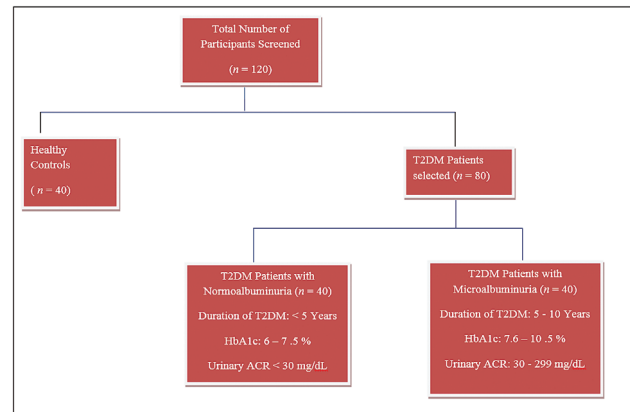 Total Number of
Participants Screened
(n = 120)
Healthy
Controls
( n = 40)
T2DM Patients
selected (n = 80)
T2DM Patients with
Normoalbuminuria (n = 40)
Duration of T2DM: < 5 Years
HbA1c: 6 – 7 .5 %
Urinary ACR < 30 mg/dL
T2DM Patients with
Microalbuminuria (n = 40)
Duration of T2DM: 5 - 10 Years
HbA1c: 7.6 – 10 .5 %
Urinary ACR: 30 - 299 mg/dL